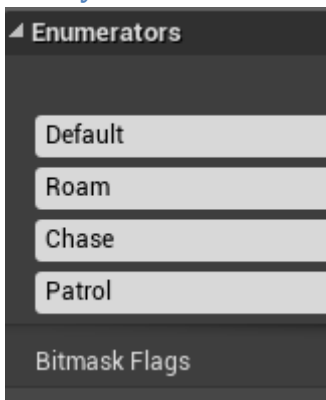 Enumerators
Default
Roam
Chase
Patrol
Bitmask Flags